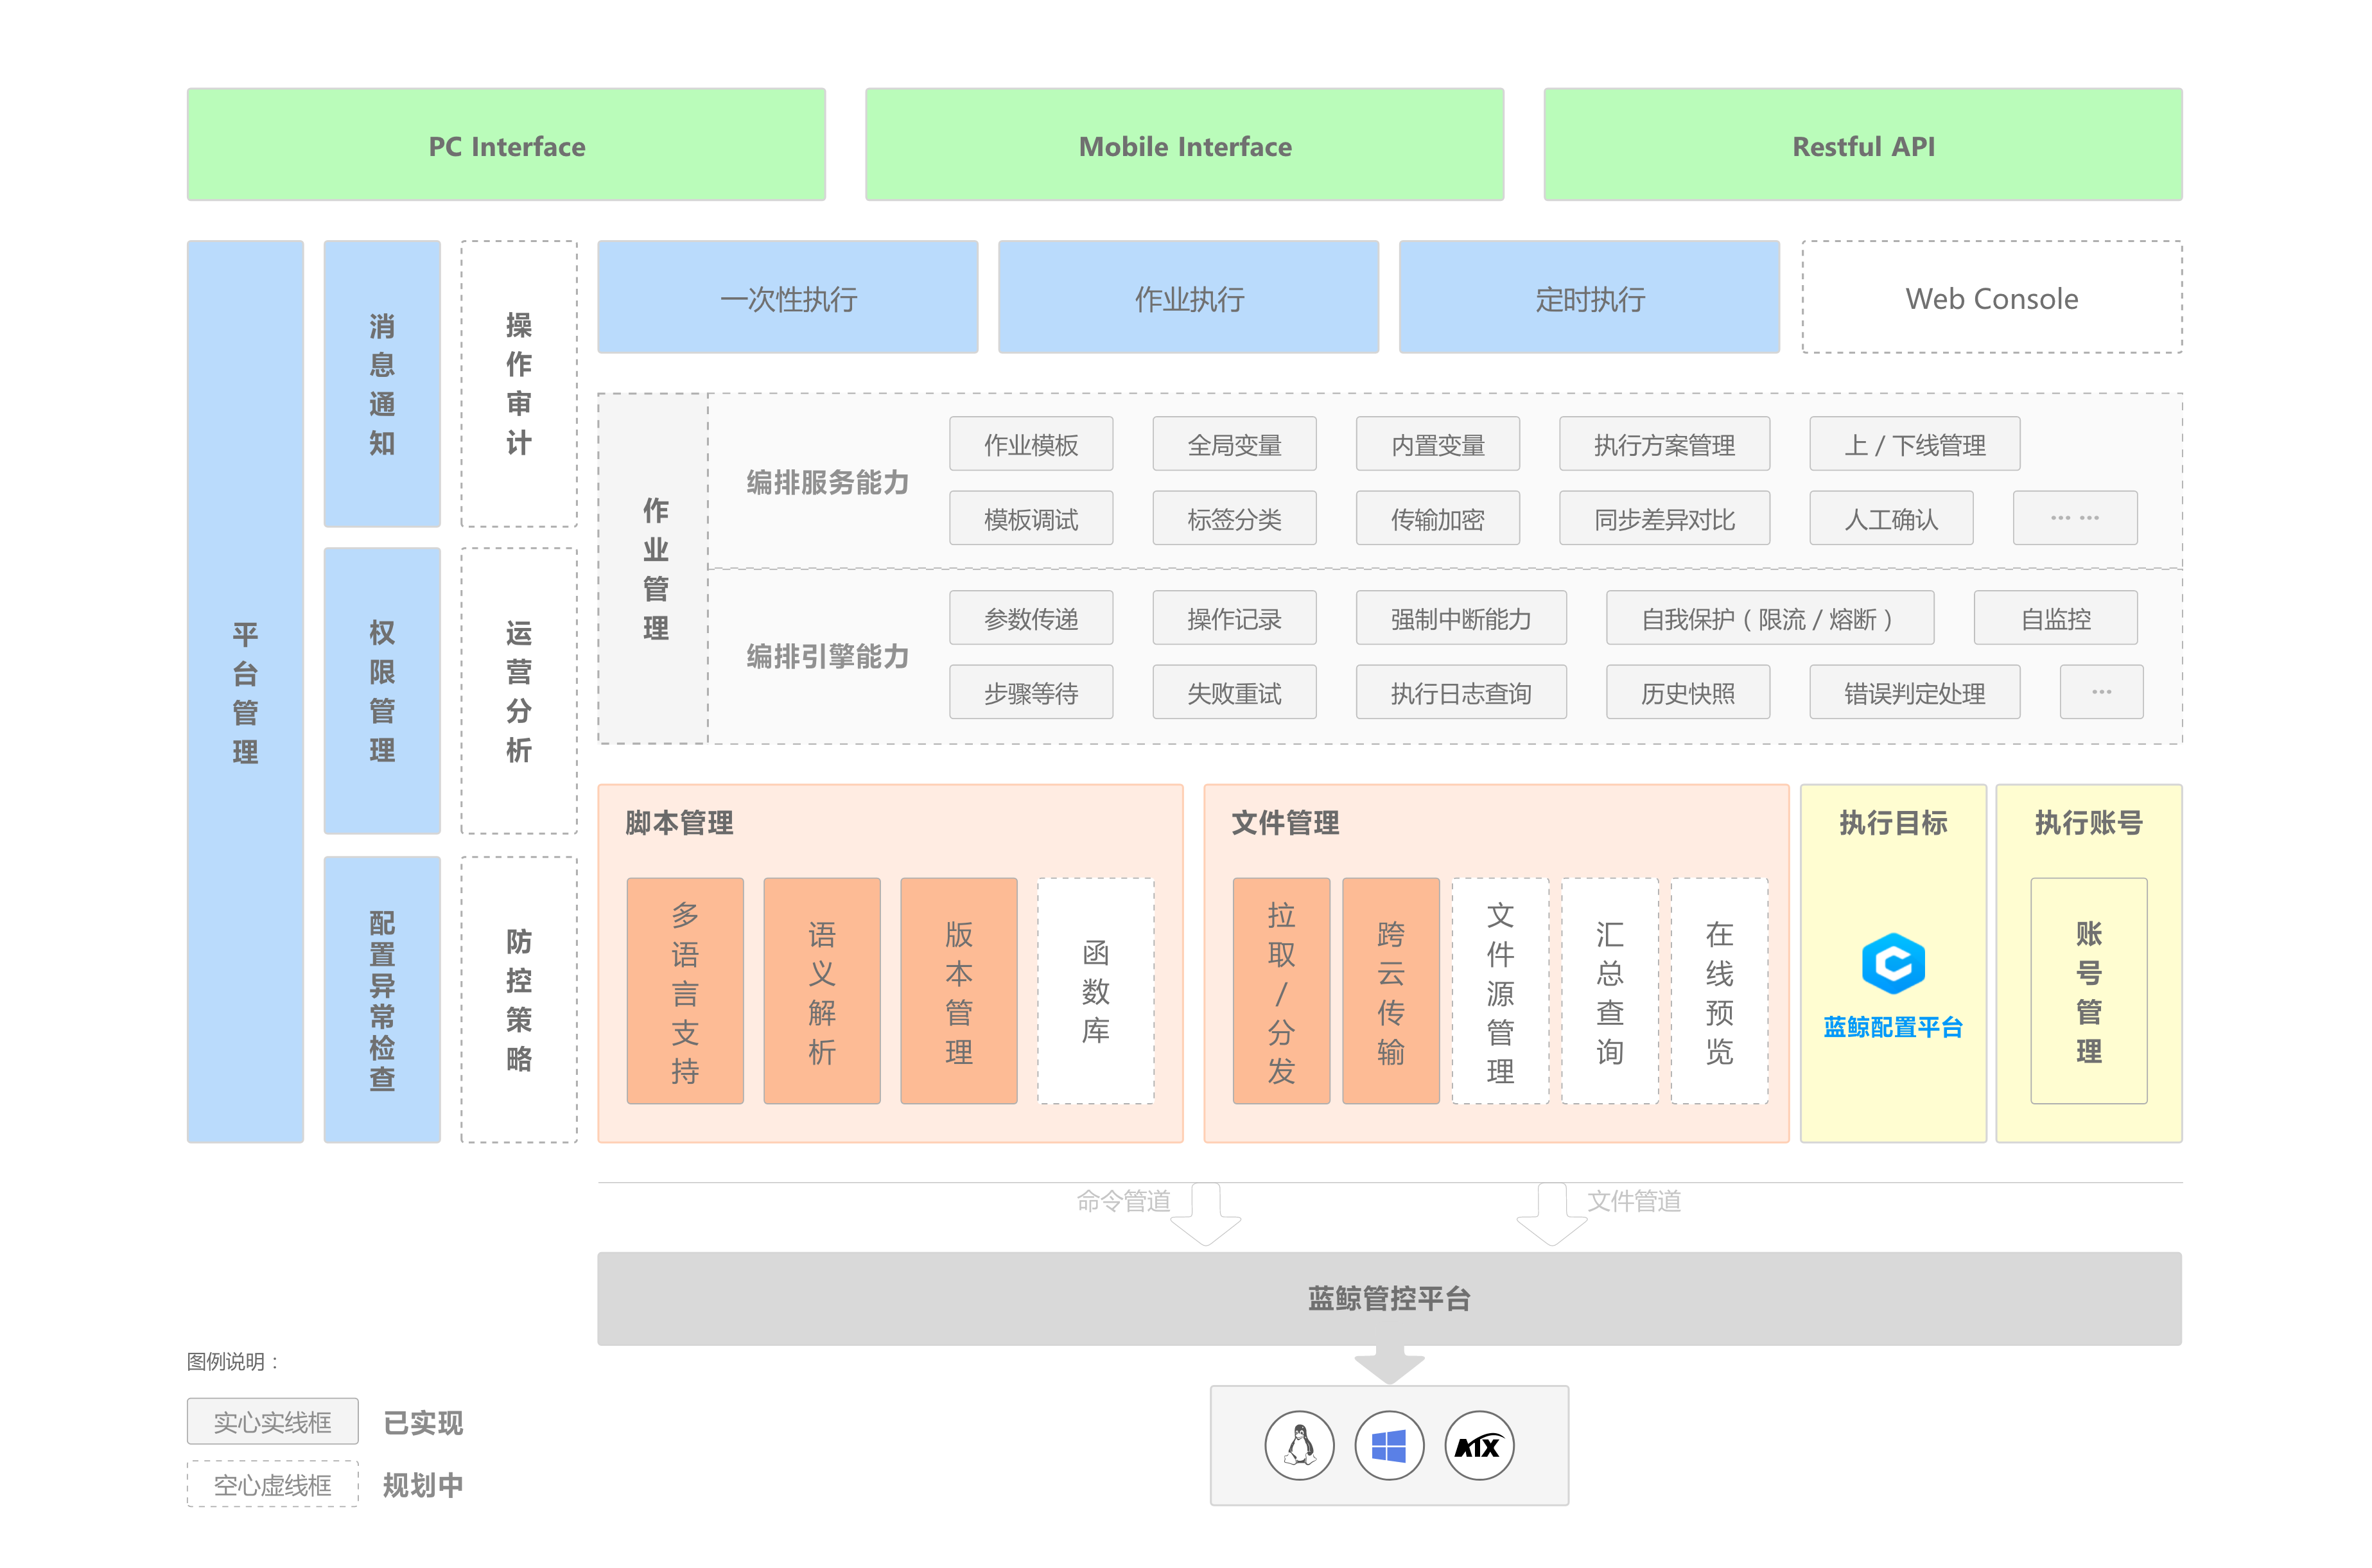 PC Interface
Mobile Interface
Restful API
平台管理
消息通知
操作审计
权限管理
运营分析
配置异常检查
防控策略
一次性执行
作业执行
定时执行
Web Console
作业管理
编排服务能力
作业模板
全局变量
内置变量
执行方案管理
上 / 下线管理
模板调试
标签分类
传输加密
同步差异对比
人工确认
··· ···
编排引擎能力
参数传递
操作记录
强制中断能力
自我保护（限流 / 熔断）
自监控
步骤等待
失败重试
执行日志查询
历史快照
错误判定处理
···
脚本管理
多语言支持
语义解析
版本管理
函数库
文件管理
拉取/分发
跨云传输
文件源管理
汇总查询
在线预览
执行目标
蓝鲸配置平台
执行账号
账号管理
命令管道
文件管道
蓝鲸管控平台
AIX
图例说明：
实心实线框
已实现
空心虚线框
规划中